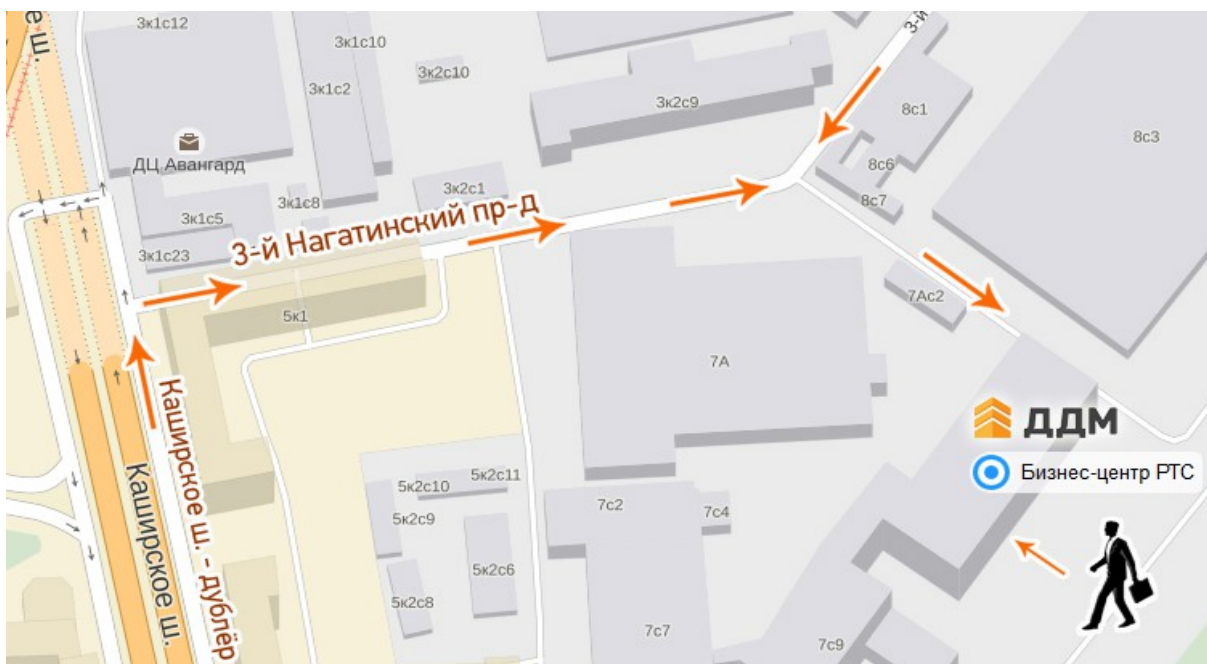 е ш.
3к1с12
3к1с10
3-й
3к2с10
3к1с2
3к2с9
8с1
8с3
ДЦ Авангард
8с6
3к2с1
3к1с8
8с7
3к1с5
3-й Нагатинский пр-д
3к1с23
7Ас2
5к1
7А
Каширское ш. - дублёр
ДДМ
Бизнес-центр РТС
Каширское ш.
5к2с11
5к2с10
7с2
7с4
5к2с9
5к2с6
5к2с8
7с7
7с9